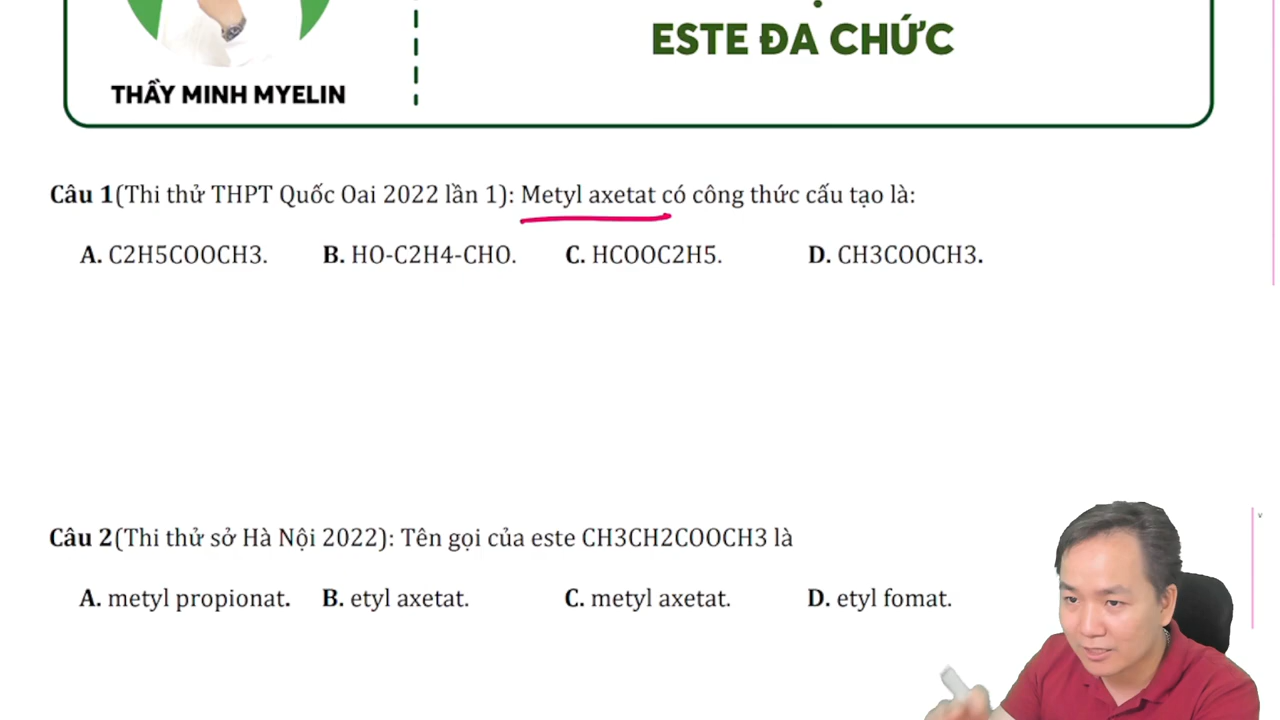 ESTE ĐA CHỨC
THẦY MINH MYELIN
Câu 1(Thi thử THPT Quốc Oai 2022 lần 1): Metyl axetat có công thức cấu tạo là:
A. C2H5COOCH3. B. HO-C2H4-CHO. C. HCOOC2H5. D. CH3COOCH3.
Câu 2(Thi thử sở Hà Nội 2022): Tên gọi của este CH3CH2COOCH3 là
A. metyl propionat. B. etyl axetat. C. metyl axetat. D. etyl fomat.